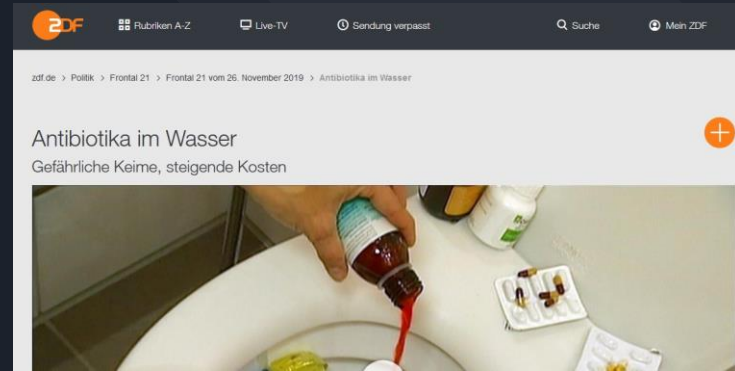 ZDF Rubriken A-Z Live-TV Sendung verpasst Suche Mein ZDF
zdf.de > Politik > Frontal 21 > Frontal 21 vom 26. November 2019 > Antibiotika im Wasser
Antibiotika im Wasser
Gefährliche Keime, steigende Kosten